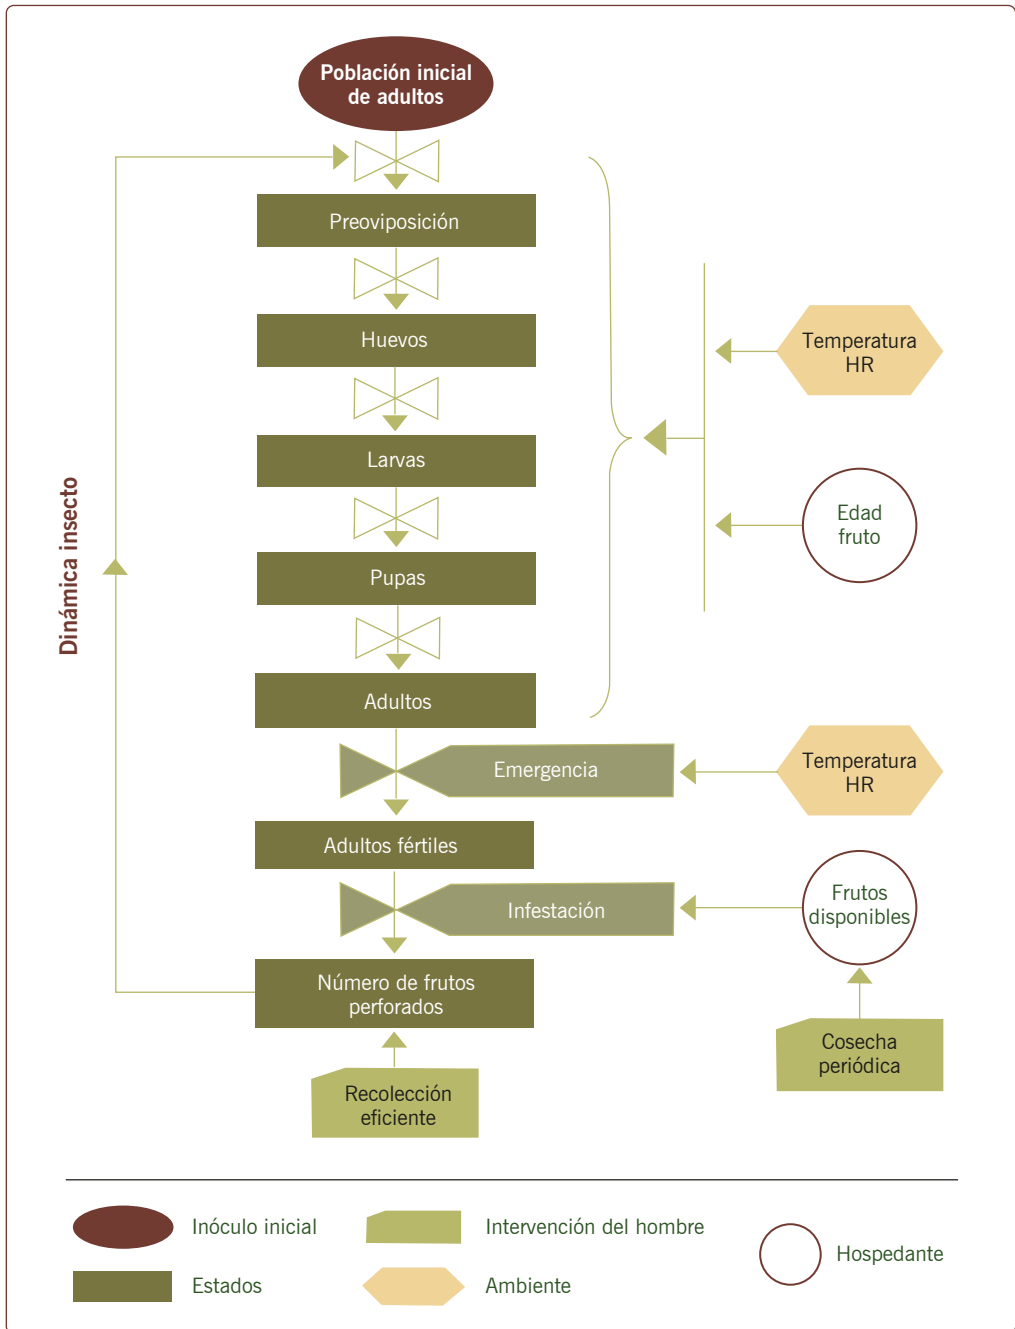 Población inicial
de adultos
Preoviposición
Huevos
Temperatura
HR
Larvas
Edad
fruto
Pupas
Dinámica insecto
Adultos
Emergencia
Temperatura
HR
Adultos fértiles
Infestación
Frutos
disponibles
Número de frutos
perforados
Cosecha
periódica
Recolección
eficiente
Inóculo inicial
Intervención del hombre
Hospedante
Estados
Ambiente